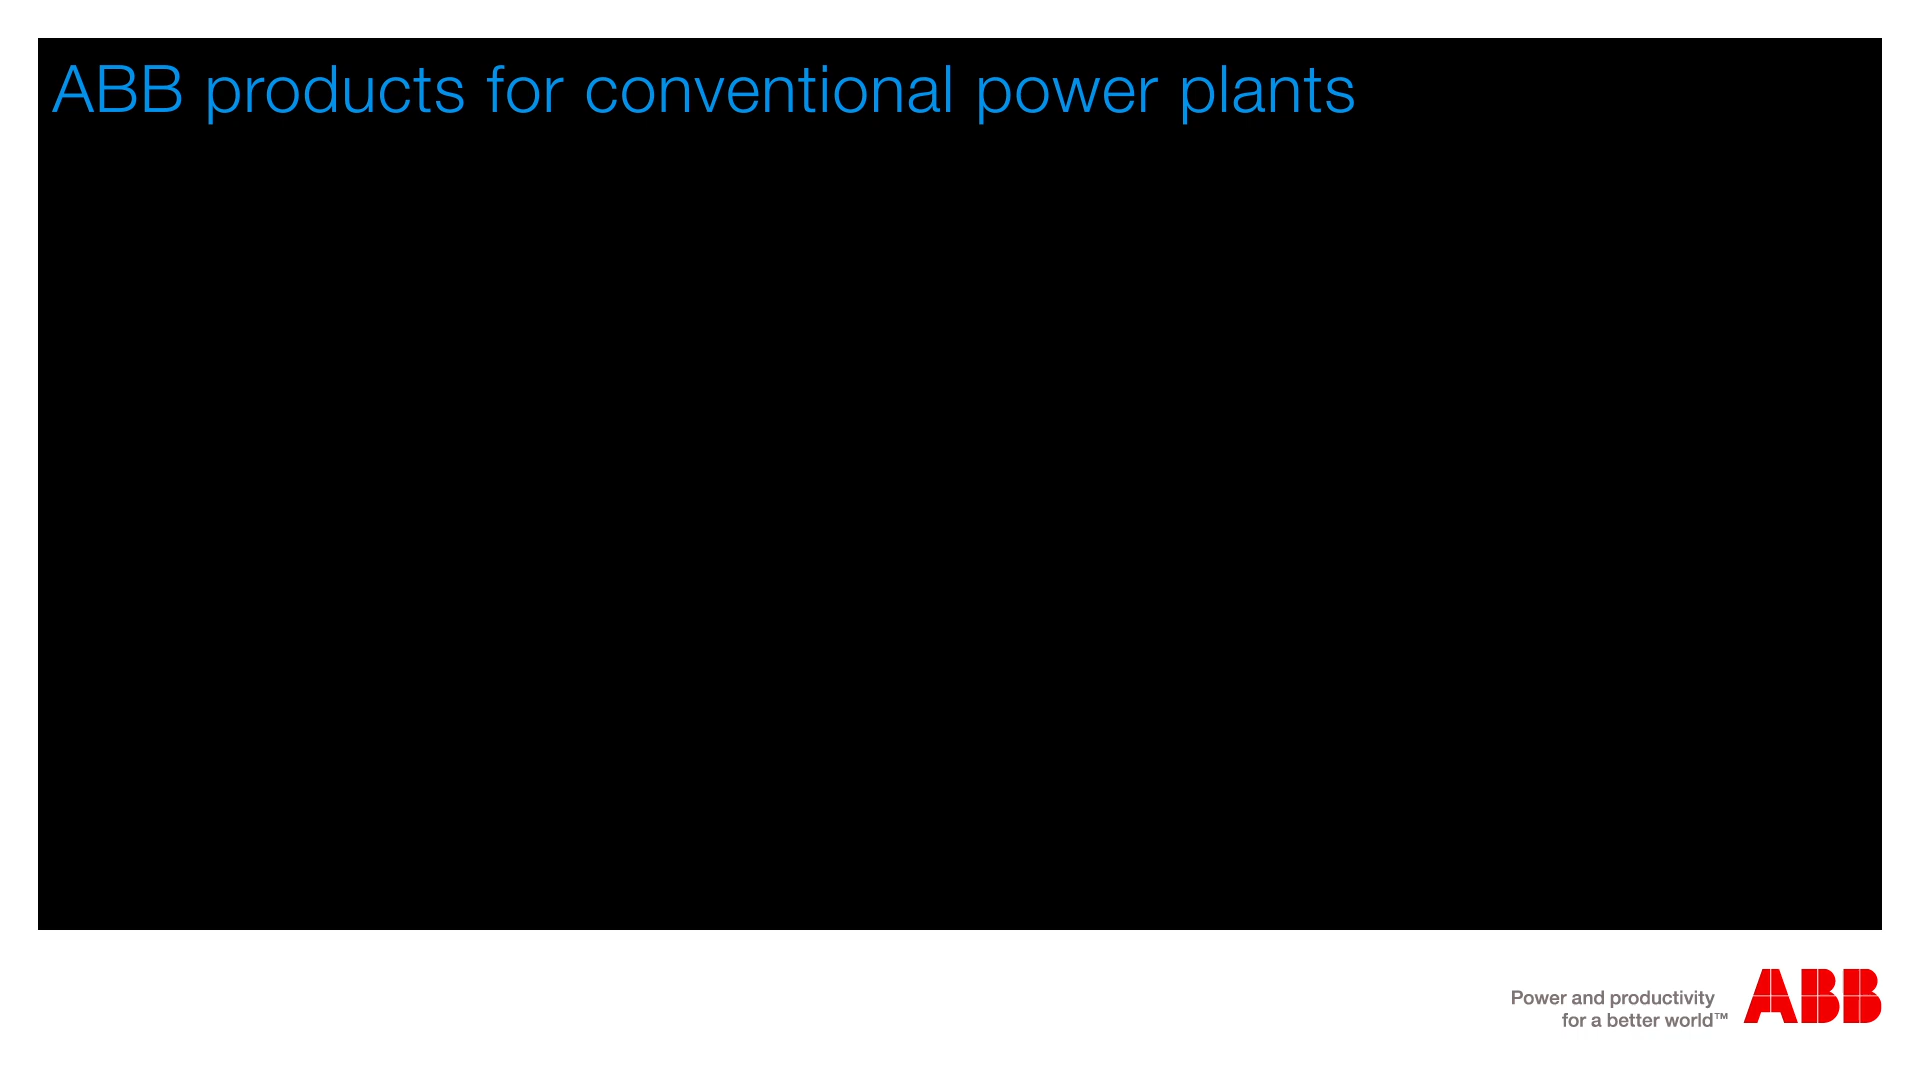 ABB products for conventional power plants
Power and productivity
for a better world™
ABB